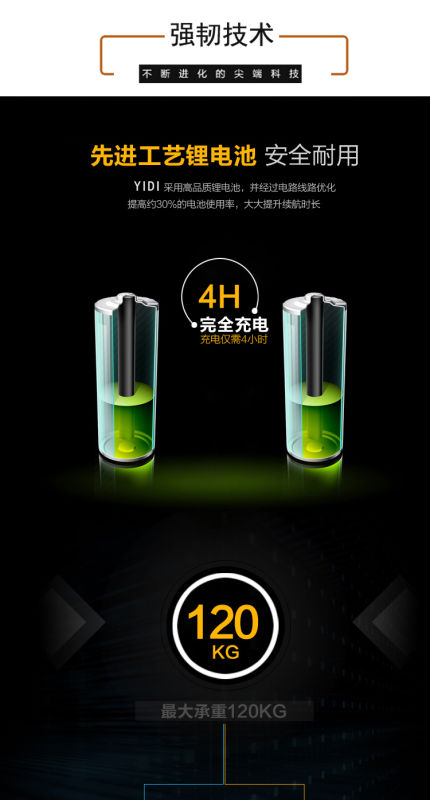 强韧技术
不断进化的尖端科技
先进工艺锂电池 安全耐用
YIDI 采用高品质锂电池，并经过电路线路优化
提高约30%的电池使用率，大大提升续航时长
4H
完全充电
充电仅需4小时
120
KG
最大承重120KG